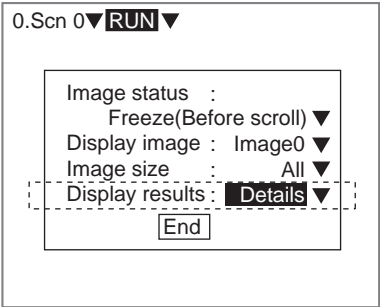 0.Scn 0▼ RUN ▼
Image status :
Freeze(Before scroll) ▼
Display image : Image0 ▼
Image size : All ▼
Display results : Details ▼
End